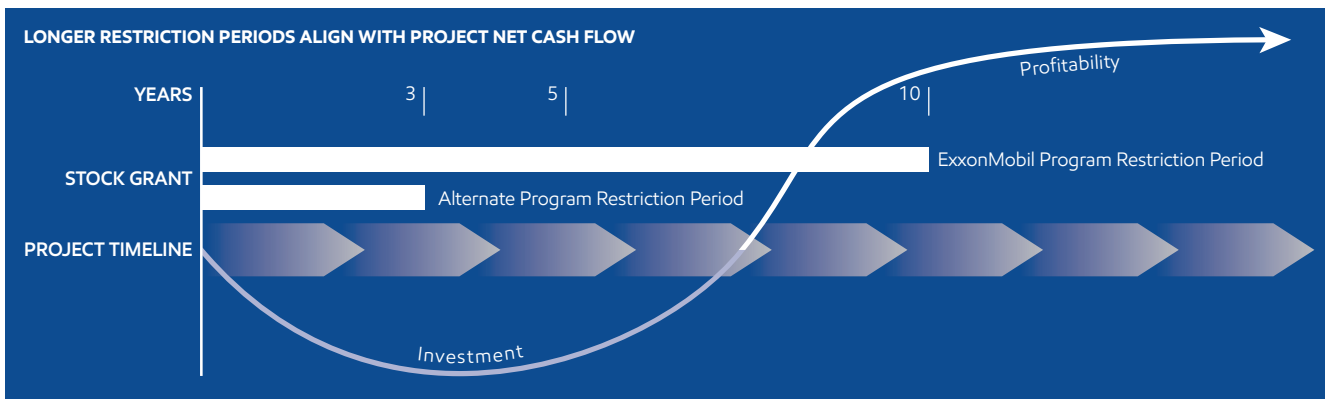 LONGER RESTRICTION PERIODS ALIGN WITH PROJECT NET CASH FLOW
Profitability
YEARS 3 5 10
ExxonMobil Program Restriction Period
STOCK GRANT
Alternate Program Restriction Period
PROJECT TIMELINE
Investment